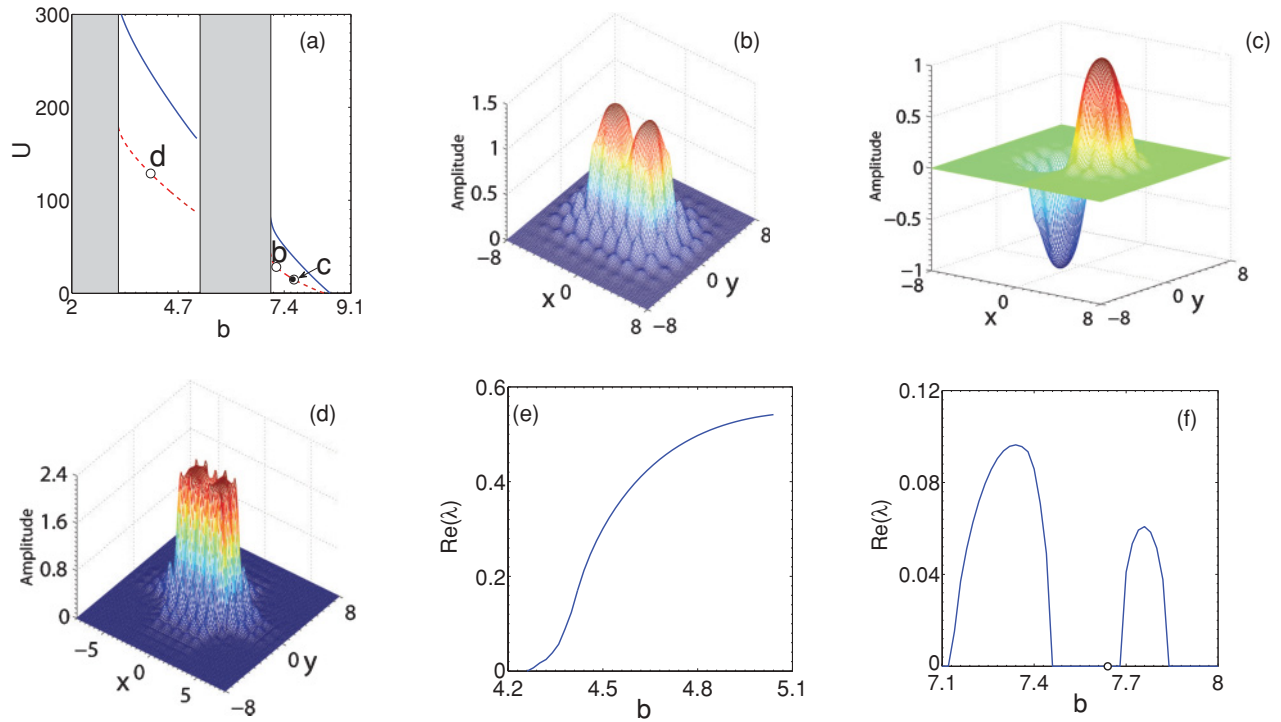 (a)
300
200
100
0
U
2
4.7
7.4
9.1
b
d
b
c
(b)
1.5
1
0.5
0
Amplitude
−8
x 0
8
−8
0 y
8
(c)
1
0.5
0
−0.5
−1
Amplitude
−8
x 0
8
−8
0 y
8
(d)
2.4
1.6
0.8
0
Amplitude
−5
x 0
5
−8
0 y
8
(e)
0.6
0.4
0.2
0
Re(λ)
4.2
4.5
4.8
5.1
b
(f)
0.12
0.08
0.04
0
Re(λ)
7.1
7.4
7.7
8
b